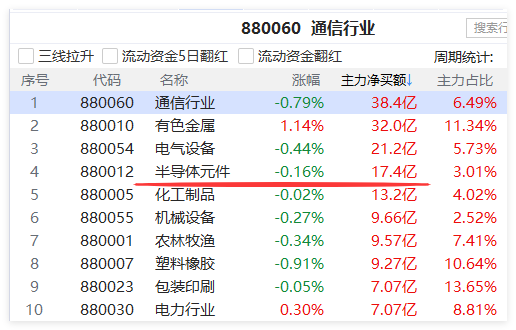 880060 通信行业
搜索行
三线拉升 流动资金5日翻红 流动资金翻红 周期统计:
序号 代码 名称 涨幅 主力净买额↓ 主力占比
1 880060 通信行业 -0.79% 38.4亿 6.49%
2 880010 有色金属 1.14% 32.0亿 11.34%
3 880054 电气设备 -0.44% 21.2亿 5.73%
4 880012 半导体元件 -0.16% 17.4亿 3.01%
5 880005 化工制品 -0.02% 13.2亿 4.02%
6 880055 机械设备 -0.27% 9.66亿 2.52%
7 880001 农林牧渔 -0.34% 9.57亿 7.41%
8 880007 塑料橡胶 -0.91% 9.27亿 10.64%
9 880023 包装印刷 -0.05% 7.07亿 13.65%
10 880030 电力行业 0.30% 7.07亿 8.81%